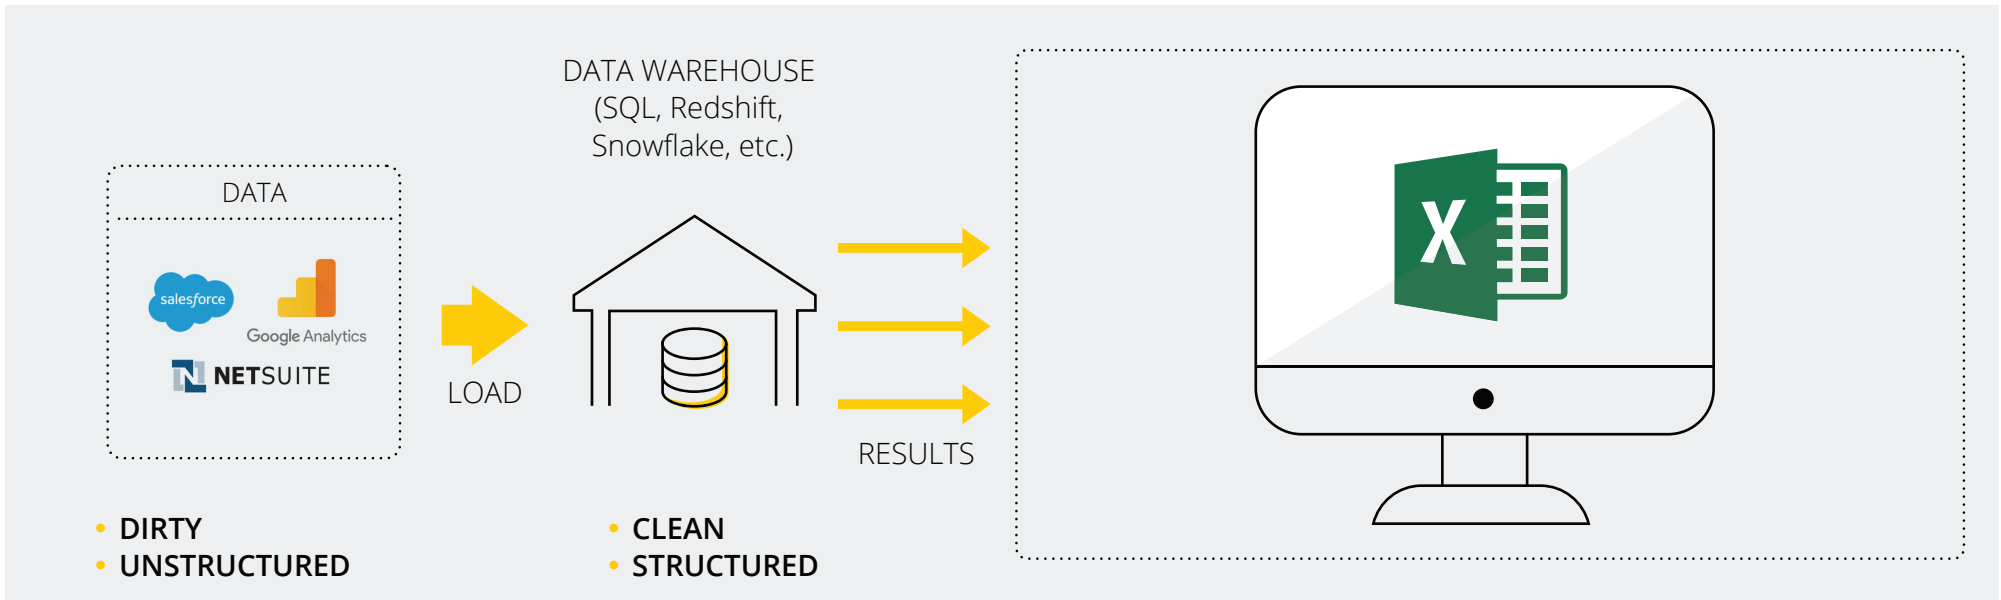 DATA WAREHOUSE
(SQL, Redshift,
Snowflake, etc.)
DATA
salesforce
Google Analytics
NETSUITE
LOAD
RESULTS
X
• DIRTY
• UNSTRUCTURED
• CLEAN
• STRUCTURED